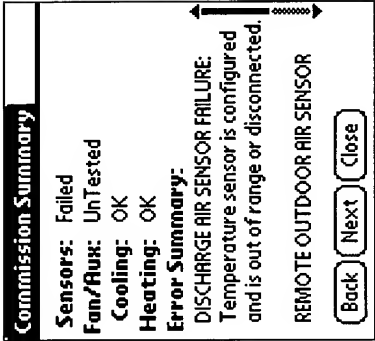 Commission Summary
Sensors: Failed
Fan/Aux: UnTested
Cooling: OK
Heating: OK
Error Summary:
DISCHARGE AIR SENSOR FAILURE:
Temperature sensor is configured
and is out of range or disconnected.
REMOTE OUTDOOR AIR SENSOR
Back Next Close